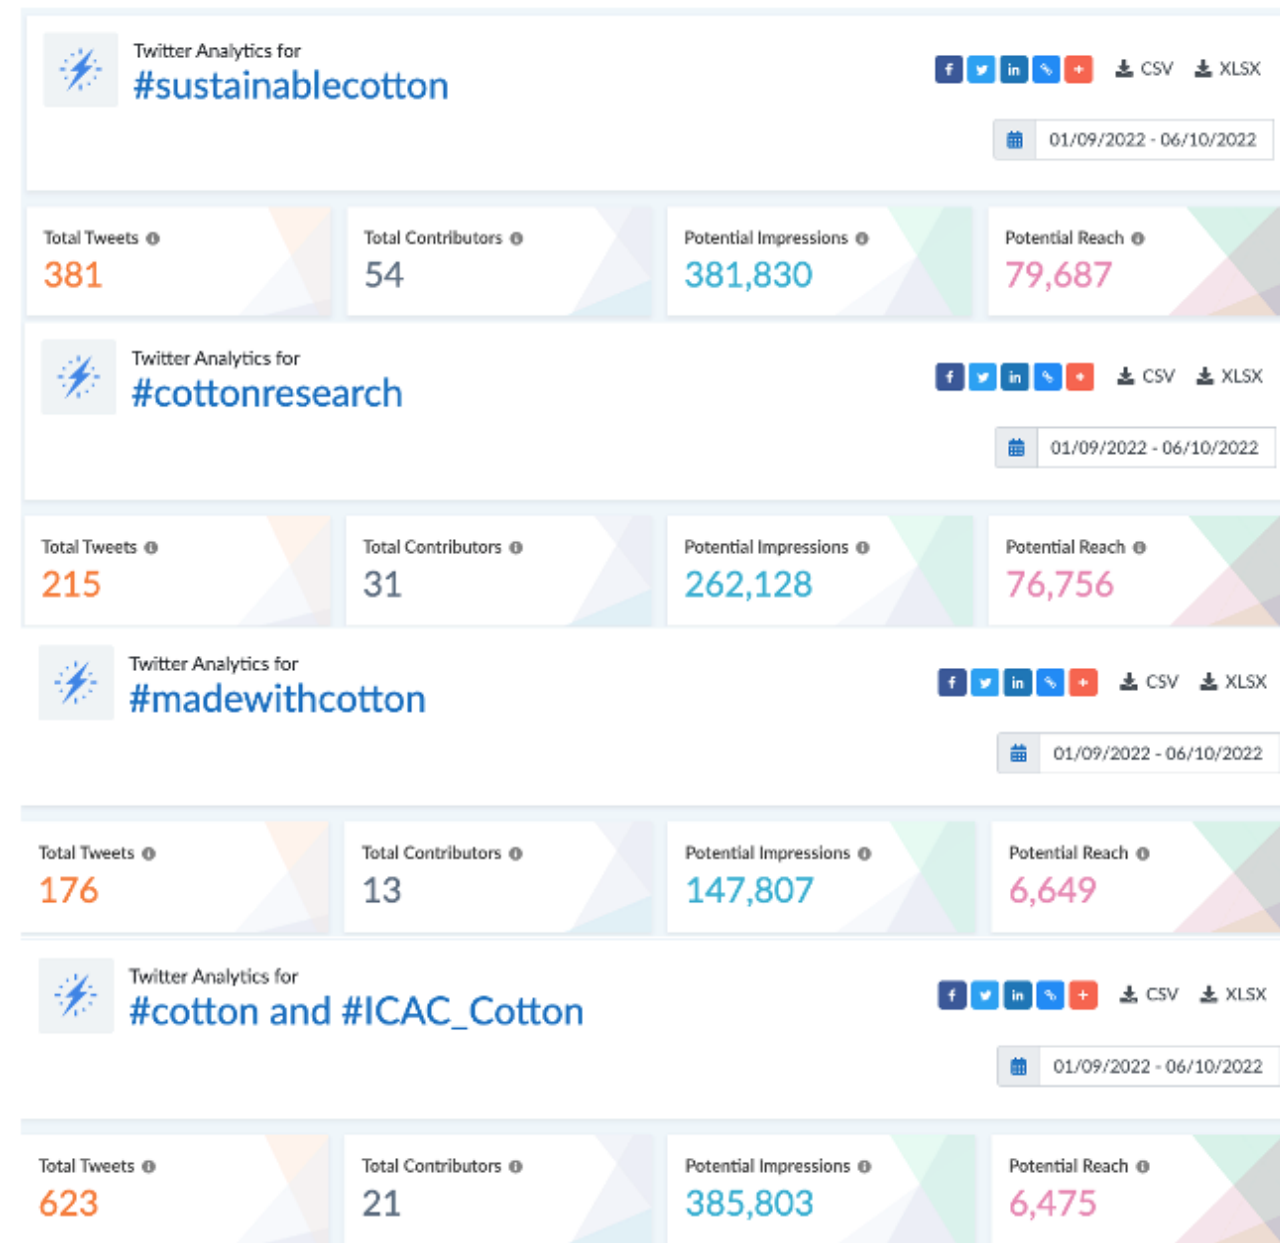 Twitter Analytics for
#sustainablecotton
f in CSV XLSX
01/09/2022 - 06/10/2022
Total Tweets Total Contributors Potential Impressions Potential Reach
381 54 381,830 79,687
Twitter Analytics for
#cottonresearch
f in CSV XLSX
01/09/2022 - 06/10/2022
Total Tweets Total Contributors Potential Impressions Potential Reach
215 31 262,128 76,756
Twitter Analytics for
#madewithcotton
f in CSV XLSX
01/09/2022 - 06/10/2022
Total Tweets Total Contributors Potential Impressions Potential Reach
176 13 147,807 6,649
Twitter Analytics for
#cotton and #ICAC_Cotton
f in CSV XLSX
01/09/2022 - 06/10/2022
Total Tweets Total Contributors Potential Impressions Potential Reach
623 21 385,803 6,475